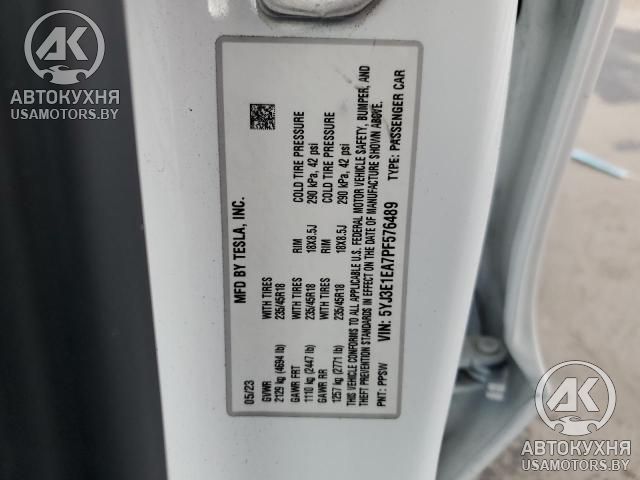 AK
АВТОКУХНЯ
USAMOTORS.BY
MFD BY TESLA, INC.
05/23
GVWR
2129 kg (4694 lb)
GAWR FRT WITH TIRES RIM COLD TIRE PRESSURE
1110 kg (2447 lb) 235/45R18 18X8.5J 290 kPa, 42 psi
GAWR RR WITH TIRES RIM COLD TIRE PRESSURE
1257 kg (2771 lb) 235/45R18 18X8.5J 290 kPa, 42 psi
THIS VEHICLE CONFORMS TO ALL APPLICABLE U.S. FEDERAL MOTOR VEHICLE SAFETY, BUMPER, AND
THEFT PREVENTION STANDARDS IN EFFECT ON THE DATE OF MANUFACTURE SHOWN ABOVE.
VIN: 5YJ3E1EA7PF576489
PNT: PPSW TYPE: PASSENGER CAR
AK
АВТОКУХНЯ
USAMOTORS.BY